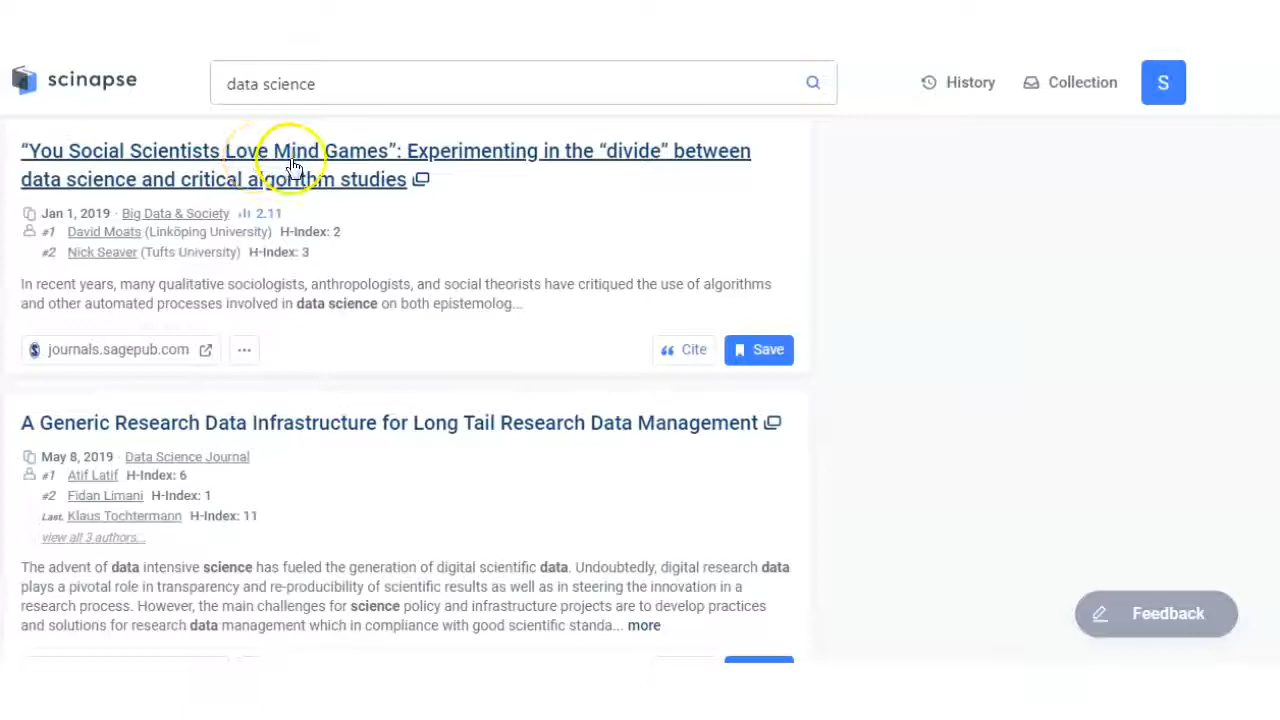 scinapse
data science
History
Collection
S
“You Social Scientists Love Mind Games”: Experimenting in the “divide” between
data science and critical algorithm studies
Jan 1, 2019 · Big Data & Society 2.11
#1 David Moats (Linköping University) H-Index: 2
#2 Nick Seaver (Tufts University) H-Index: 3
In recent years, many qualitative sociologists, anthropologists, and social theorists have critiqued the use of algorithms
and other automated processes involved in data science on both epistemolog...
journals.sagepub.com
...
Cite
Save
A Generic Research Data Infrastructure for Long Tail Research Data Management
May 8, 2019 · Data Science Journal
#1 Atif Latif H-Index: 6
#2 Fidan Limani H-Index: 1
Last. Klaus Tochtermann H-Index: 11
view all 3 authors...
The advent of data intensive science has fueled the generation of digital scientific data. Undoubtedly, digital research data
plays a pivotal role in transparency and re-producibility of scientific results as well as in steering the innovation in a
research process. However, the main challenges for science policy and infrastructure projects are to develop practices
and solutions for research data management which in compliance with good scientific standa... more
Feedback